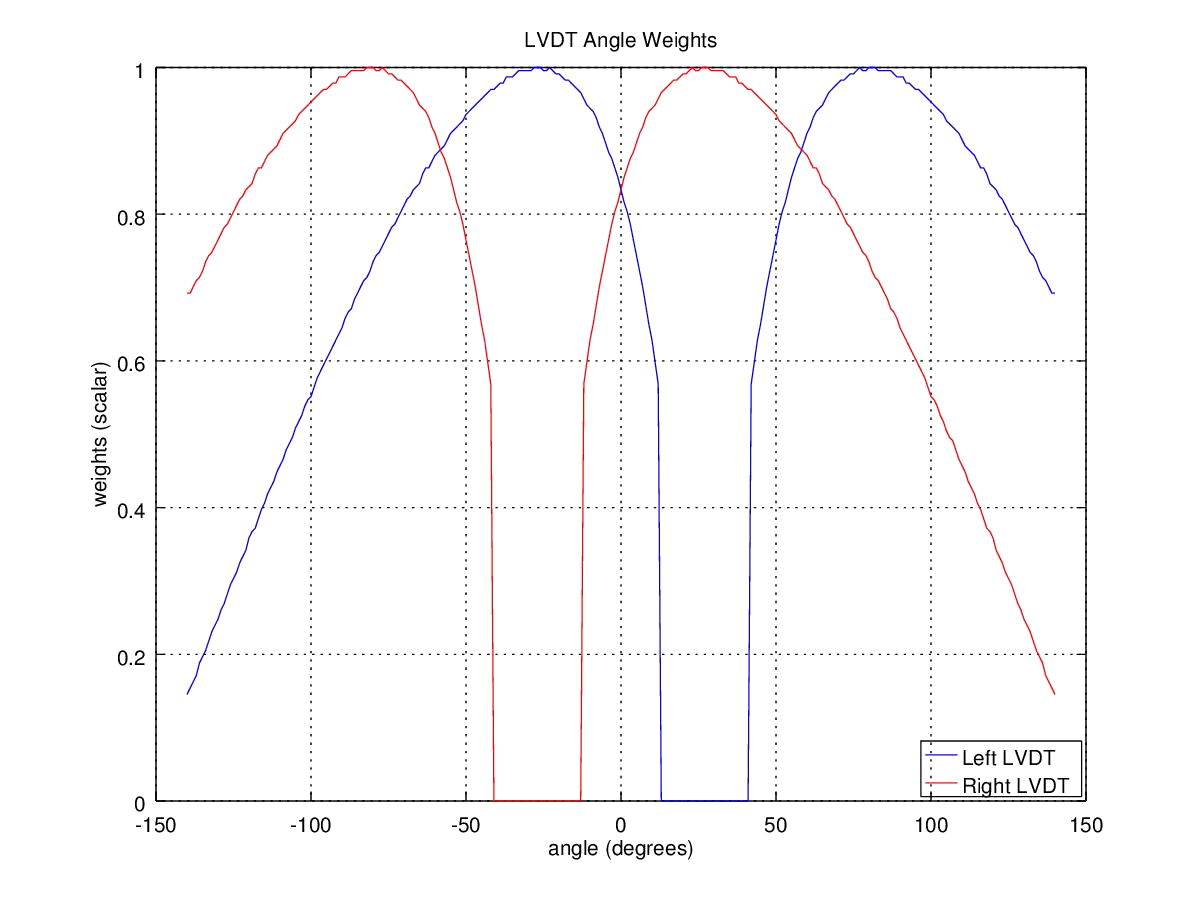 LVDT Angle Weights
1
0.8
0.6
0.4
0.2
0
weights (scalar)
-150 -100 -50 0 50 100 150
angle (degrees)
Left LVDT
Right LVDT